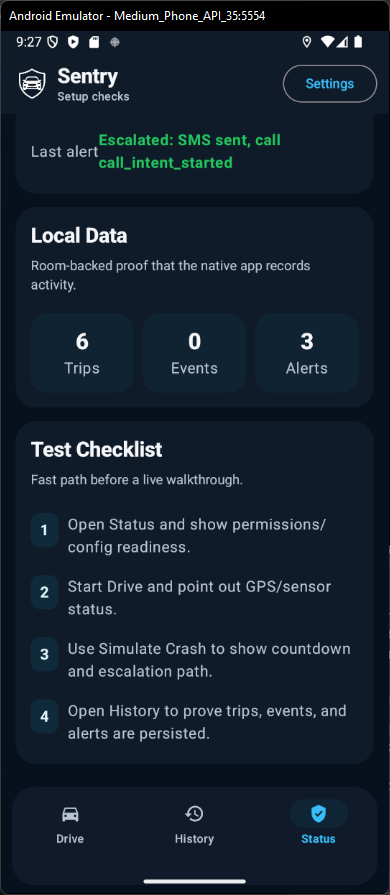 Android Emulator - Medium_Phone_API_35:5554
9:27
Sentry
Setup checks
Settings
Last alert
Escalated: SMS sent, call
call_intent_started
Local Data
Room-backed proof that the native app records
activity.
6
Trips
0
Events
3
Alerts
Test Checklist
Fast path before a live walkthrough.
1
Open Status and show permissions/
config readiness.
2
Start Drive and point out GPS/sensor
status.
3
Use Simulate Crash to show countdown
and escalation path.
4
Open History to prove trips, events, and
alerts are persisted.
Drive
History
Status